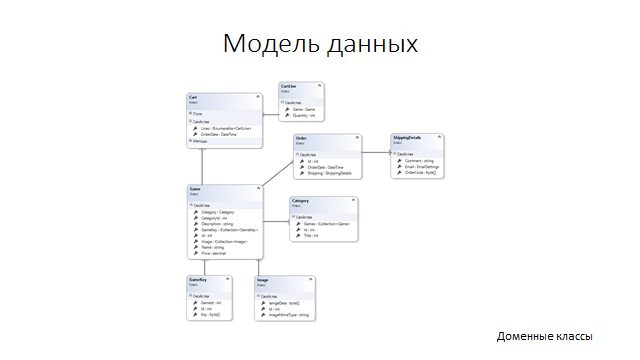 Модель данных
CartLine
Класс
Свойства
Game : Game
Quantity : int
Cart
Класс
Поля
Свойства
Lines : IEnumerable<CartLine>
OrderDate : DateTime
Методы
Order
Класс
Свойства
Id : int
OrderDate : DateTime
Shipping : ShippingDetails
ShippingDetails
Класс
Свойства
Comment : string
Email : EmailSettings
OrderCode : byte[]
Game
Класс
Свойства
Category : Category
CategoryId : int
Description : string
GameKey : ICollection<GameKey>
Id : int
Image : ICollection<Image>
Name : string
Price : decimal
Category
Класс
Свойства
Games : ICollection<Game>
Id : int
Title : int
GameKey
Класс
Свойства
GameId : int
Id : int
Key : byte[]
Image
Класс
Свойства
IamgeData : byte[]
Id : int
ImageMimeType : string
Доменные классы